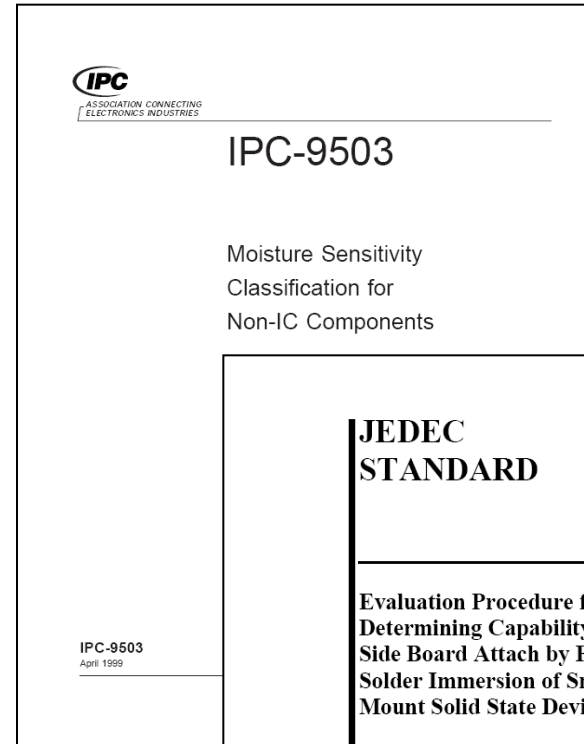 IPC
ASSOCIATION CONNECTING
ELECTRONICS INDUSTRIES
IPC-9503
Moisture Sensitivity
Classification for
Non-IC Components
JEDEC
STANDARD
Evaluation Procedure
Determining Capability
Side Board Attach by
Solder Immersion of
Mount Solid State
IPC-9503
April 1999